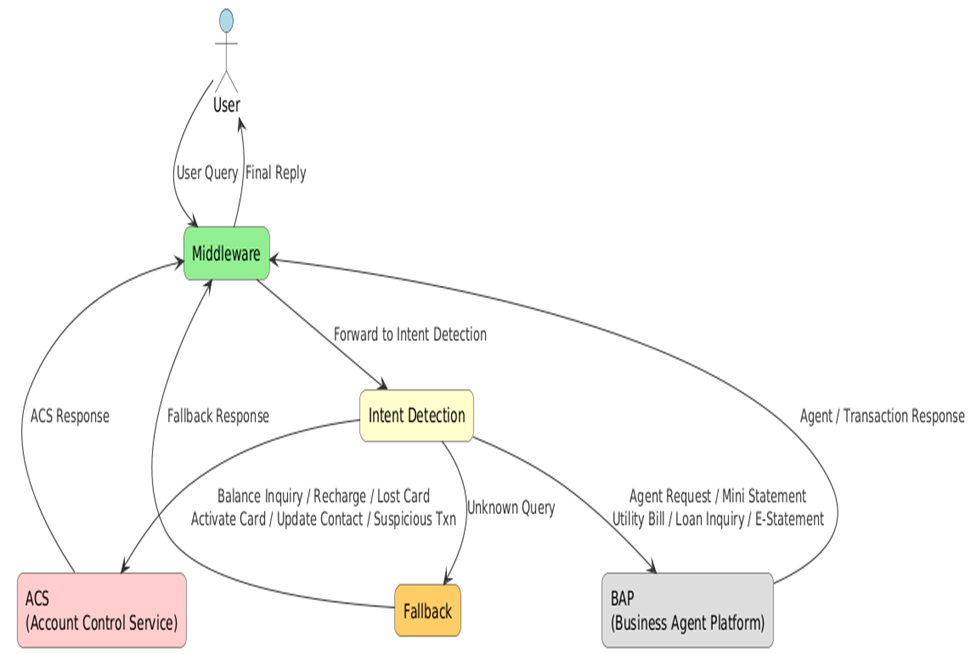 User
User Query
Final Reply
Middleware
Forward to Intent Detection
ACS Response
Fallback Response
Intent Detection
Agent / Transaction Response
Balance Inquiry / Recharge / Lost Card
Activate Card / Update Contact / Suspicious Txn
Unknown Query
Agent Request / Mini Statement
Utility Bill / Loan Inquiry / E-Statement
ACS
(Account Control Service)
Fallback
BAP
(Business Agent Platform)